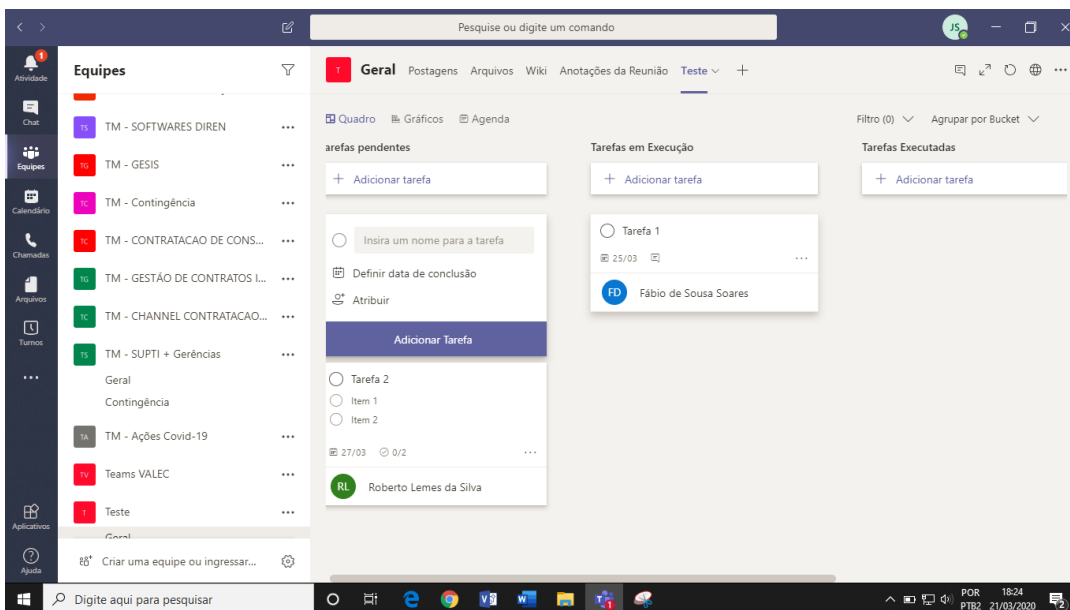 Pesquise ou digite um comando
JS
1
Atividade
Chat
Equipes
Calendário
Chamadas
Arquivos
Turnos
Aplicativos
Ajuda
Equipes
TS TM - SOFTWARES DIREN
TG TM - GESIS
TC TM - Contingência
TC TM - CONTRATACAO DE CONS...
TG TM - GESTÃO DE CONTRATOS I...
TC TM - CHANNEL CONTRATACAO...
TS TM - SUPTI + Gerências
Geral
Contingência
TA TM - Ações Covid-19
TV Teams VALEC
T Teste
Geral
Criar uma equipe ou ingressar...
T Geral Postagens Arquivos Wiki Anotações da Reunião Teste
Quadro Gráficos Agenda
Filtro (0) Agrupar por Bucket
arefas pendentes
Adicionar tarefa
Insira um nome para a tarefa
Definir data de conclusão
Atribuir
Adicionar Tarefa
Tarefa 2
Item 1
Item 2
27/03 0/2
RL Roberto Lemes da Silva
Tarefas em Execução
Adicionar tarefa
Tarefa 1
25/03
FD Fábio de Sousa Soares
Tarefas Executadas
Adicionar tarefa
Digite aqui para pesquisar
POR 18:24
PTB2 21/03/2020
2